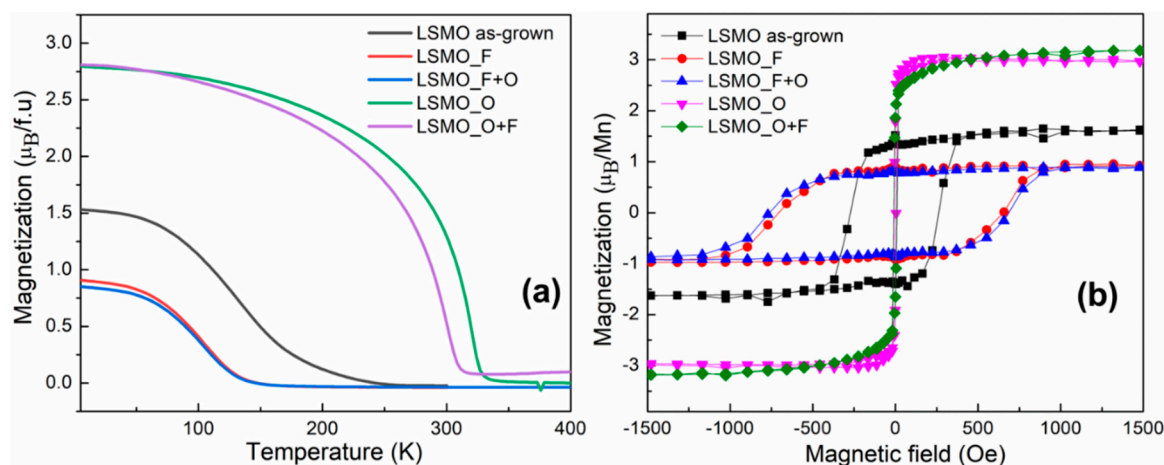 3.0
2.5
2.0
1.5
1.0
0.5
0.0
100
200
300
400
Magnetization (μB/f.u)
Temperature (K)
LSMO as-grown
LSMO_F
LSMO_F+O
LSMO_O
LSMO_O+F
(a)
3
2
1
0
-1
-2
-3
-1500
-1000
-500
0
500
1000
1500
Magnetization (μB/Mn)
Magnetic field (Oe)
LSMO as-grown
LSMO_F
LSMO_F+O
LSMO_O
LSMO_O+F
(b)